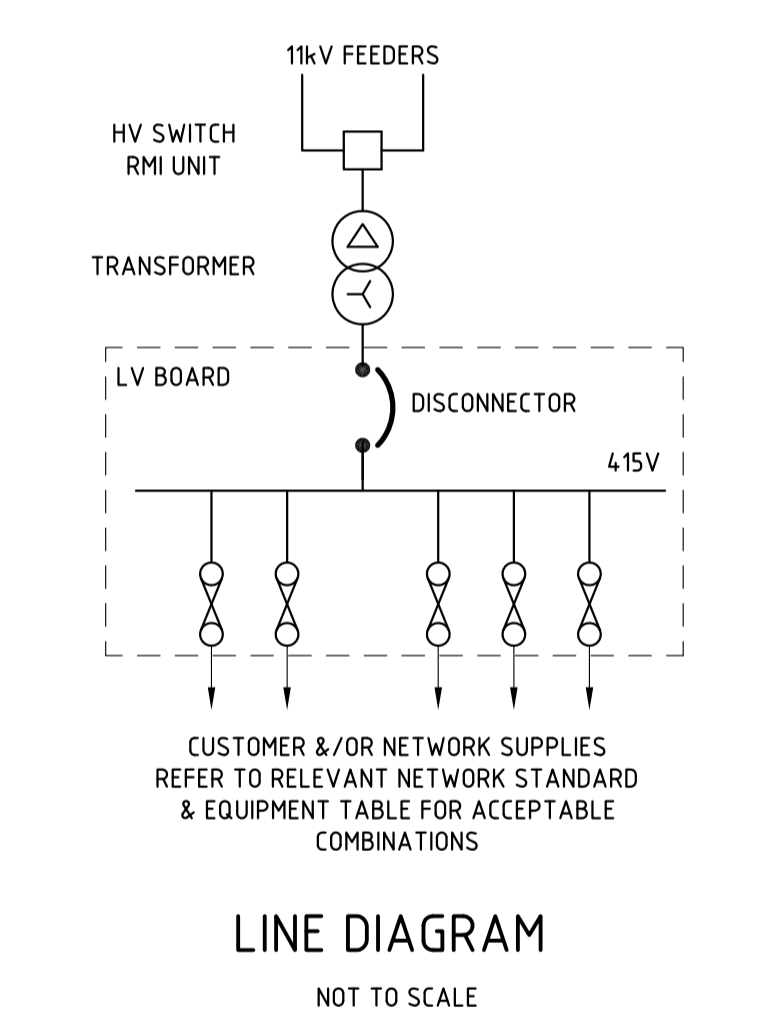 11kV FEEDERS
HV SWITCH
RMI UNIT
TRANSFORMER
LV BOARD
DISCONNECTOR
415V
CUSTOMER &/OR NETWORK SUPPLIES
REFER TO RELEVANT NETWORK STANDARD
& EQUIPMENT TABLE FOR ACCEPTABLE
COMBINATIONS
LINE DIAGRAM
NOT TO SCALE